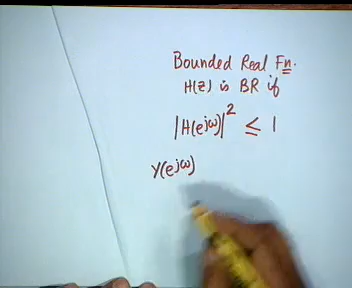 Bounded Real Fn.
H(z) is BR if
|H(e^{jω})|^2 ≤ 1
Y(e^{jω})